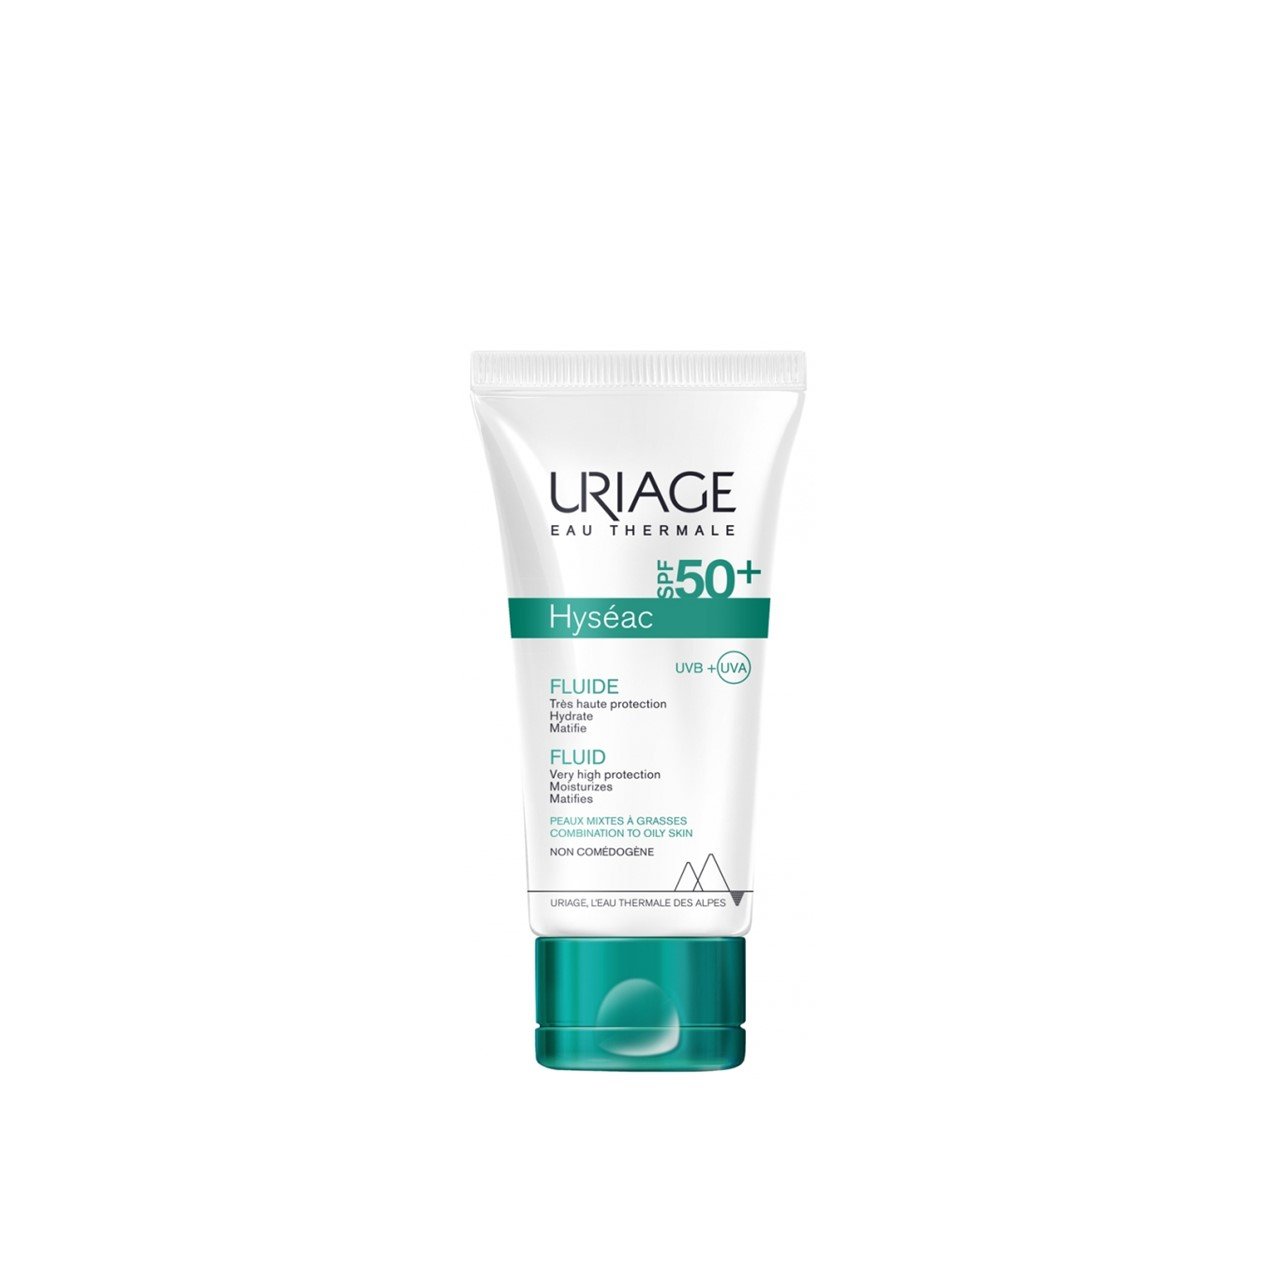 URIAGE
EAU THERMALE
SPF 50+
Hyséac
UVB + UVA
FLUIDE
Très haute protection
Hydrate
Matifie
FLUID
Very high protection
Moisturizes
Matifies
PEAUX MIXTES À GRASSES
COMBINATION TO OILY SKIN
NON COMÉDOGÈNE
URIAGE, L'EAU THERMALE DES ALPES